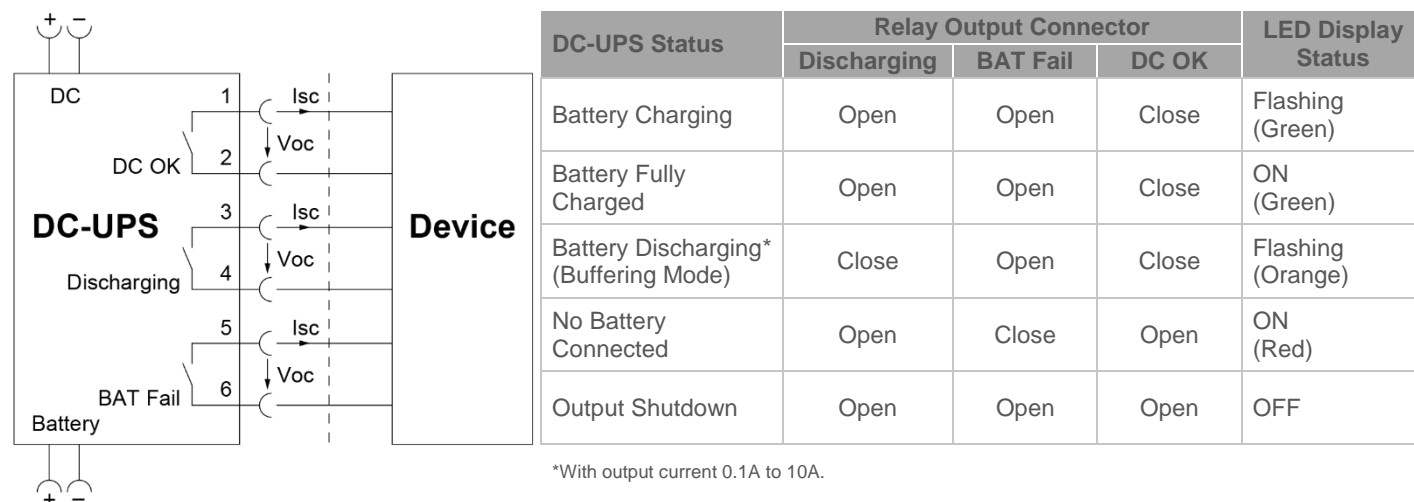 + −
DC
1 Isc
Voc
DC OK 2
DC-UPS
3 Isc
Voc
Discharging 4
5 Isc
Voc
BAT Fail 6
Battery
+ −
Device
DC-UPS Status Relay Output Connector LED Display Status
Discharging BAT Fail DC OK
Battery Charging Open Open Close Flashing
(Green)
Battery Fully
Charged Open Open Close ON
(Green)
Battery Discharging*
(Buffering Mode) Close Open Close Flashing
(Orange)
No Battery
Connected Open Close Open ON
(Red)
Output Shutdown Open Open Open OFF
*With output current 0.1A to 10A.